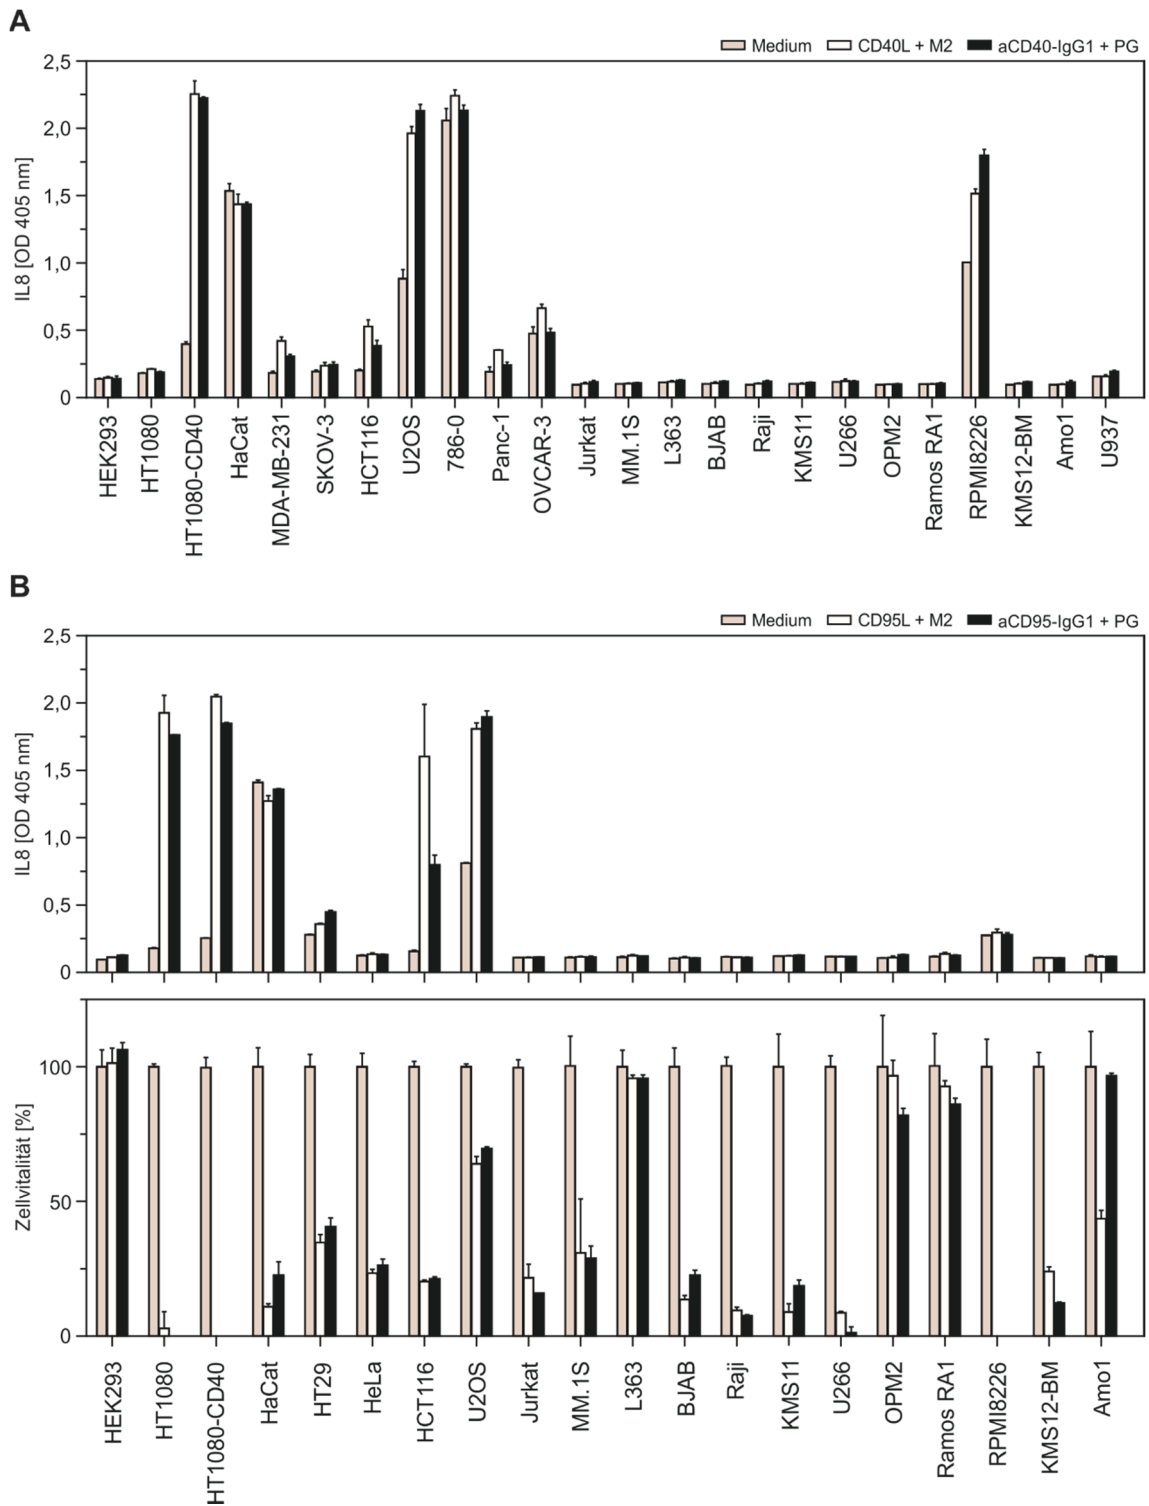 A
Medium CD40L + M2 aCD40-IgG1 + PG
2,5
2,0
1,5
1,0
0,5
0
IL8 [OD 405 nm]
HEK293
HT1080
HT1080-CD40
HaCat
MDA-MB-231
SKOV-3
HCT116
U2OS
786-0
Panc-1
OVCAR-3
Jurkat
MM.1S
L363
BJAB
Raji
KMS11
U266
OPM2
Ramos RA1
RPMI8226
KMS12-BM
Amo1
U937
B
Medium CD95L + M2 aCD95-IgG1 + PG
2,5
2,0
1,5
1,0
0,5
0
IL8 [OD 405 nm]
100
50
0
Zellvitalität [%]
HEK293
HT1080
HT1080-CD40
HaCat
HT29
HeLa
HCT116
U2OS
Jurkat
MM.1S
L363
BJAB
Raji
KMS11
U266
OPM2
Ramos RA1
RPMI8226
KMS12-BM
Amo1